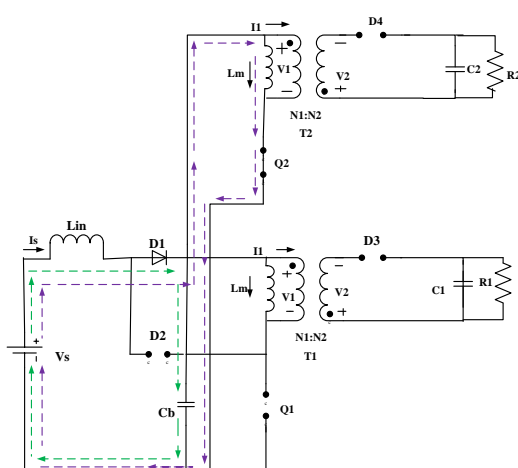 I1
D4
+
−
Lm
V1
V2
C2
R2
−
+
N1:N2
T2
Q2
Lin
Is
D1
I1
D3
+
−
Lm
V1
V2
C1
R1
−
+
N1:N2
T1
D2
+
-
Vs
Cb
Q1